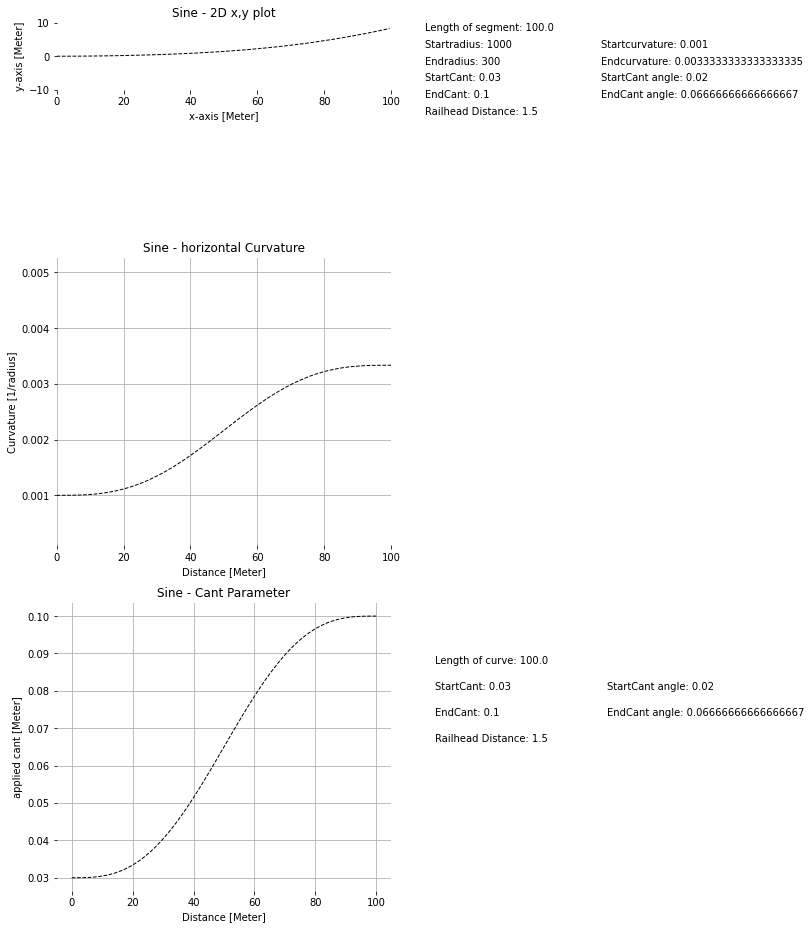 Sine - 2D x,y plot
10
0
−10
y-axis [Meter]
0 20 40 60 80 100
x-axis [Meter]
Length of segment: 100.0
Startradius: 1000 Startcurvature: 0.001
Endradius: 300 Endcurvature: 0.0033333333333333335
StartCant: 0.03 StartCant angle: 0.02
EndCant: 0.1 EndCant angle: 0.06666666666666667
Railhead Distance: 1.5
Sine - horizontal Curvature
0.005
0.004
0.003
0.002
0.001
Curvature [1/radius]
0 20 40 60 80 100
Distance [Meter]
Sine - Cant Parameter
0.10
0.09
0.08
0.07
0.06
0.05
0.04
0.03
applied cant [Meter]
0 20 40 60 80 100
Distance [Meter]
Length of curve: 100.0
StartCant: 0.03 StartCant angle: 0.02
EndCant: 0.1 EndCant angle: 0.06666666666666667
Railhead Distance: 1.5